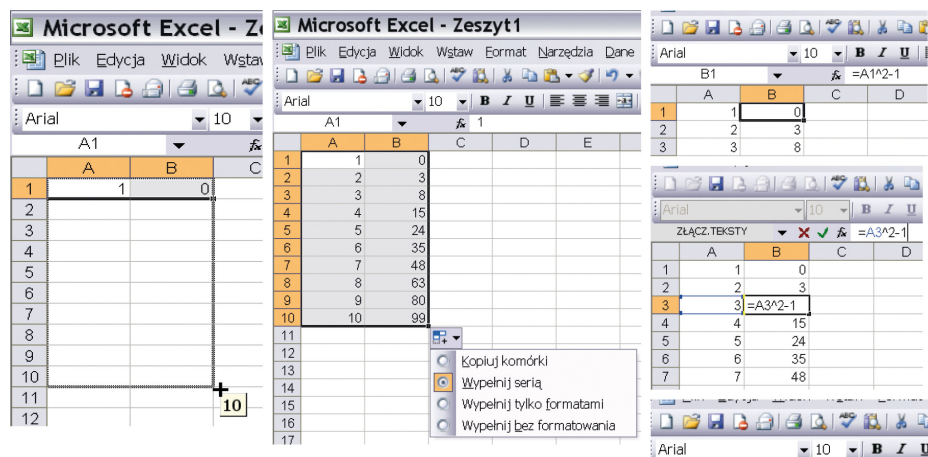 Microsoft Excel - Ze
Plik Edycja Widok Wsta
Arial 10
A1 fx
A B C
1 1 0
2
3
4
5
6
7
8
9
10
11
12
10
Microsoft Excel - Zeszyt1
Plik Edycja Widok Wstaw Format Narzędzia Dane
Arial 10 B I U
A1 fx 1
A B C D E
1 1 0
2 2 3
3 3 8
4 4 15
5 5 24
6 6 35
7 7 48
8 8 63
9 9 80
10 10 99
11
12
13
14
15
16
17
Kopiuj komórki
Wypełnij serią
Wypełnij tylko formatami
Wypełnij bez formatowania
Arial 10 B I U
B1 fx =A1^2-1
A B C D
1 1 0
2 2 3
3 3 8
Arial 10 B I U
ZŁĄCZ.TEKSTY fx =A3^2-1
A B C D
1 1 0
2 2 3
3 3 =A3^2-1
4 4 15
5 5 24
6 6 35
7 7 48
Arial 10 B I U